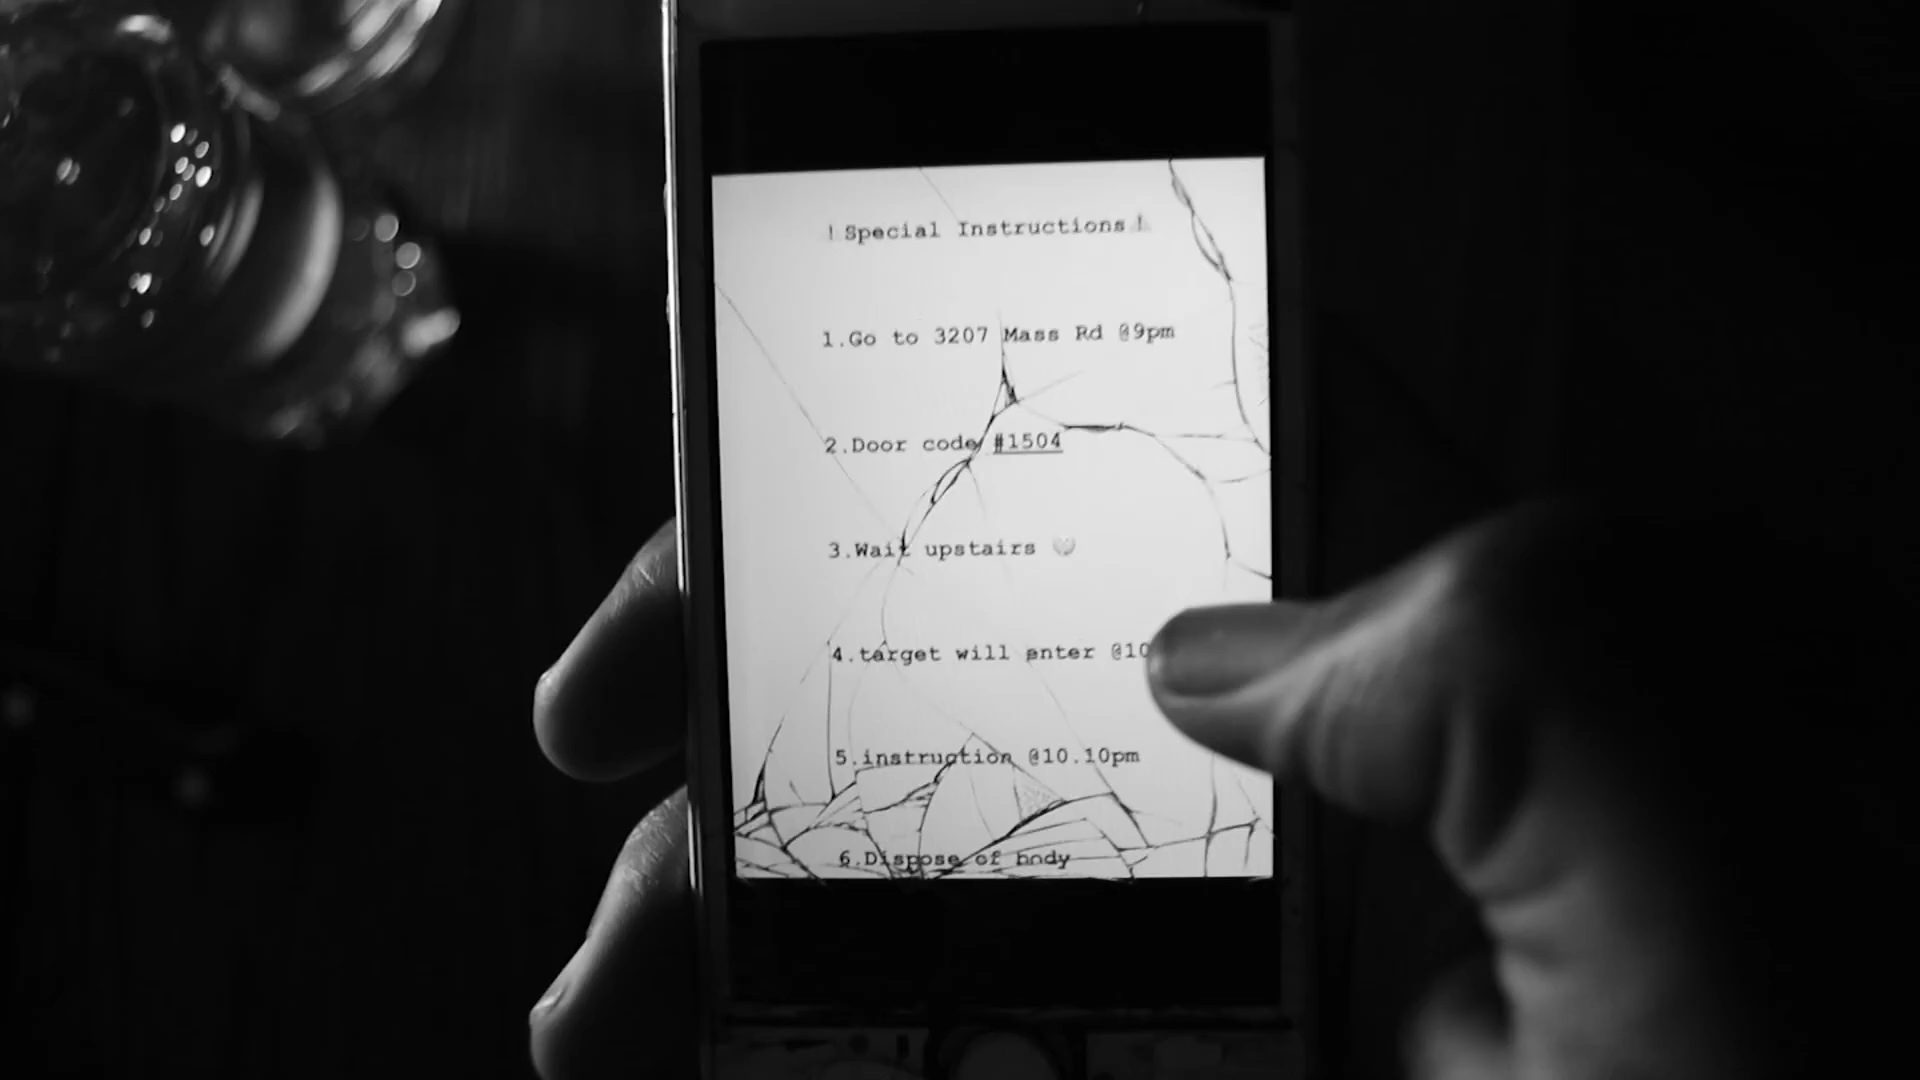 !Special Instructions!
1.Go to 3207 Mass Rd @9pm
2.Door code #1504
3.Wait upstairs
4.target will enter @10
5.instruction @10.10pm
6.Dispose of body